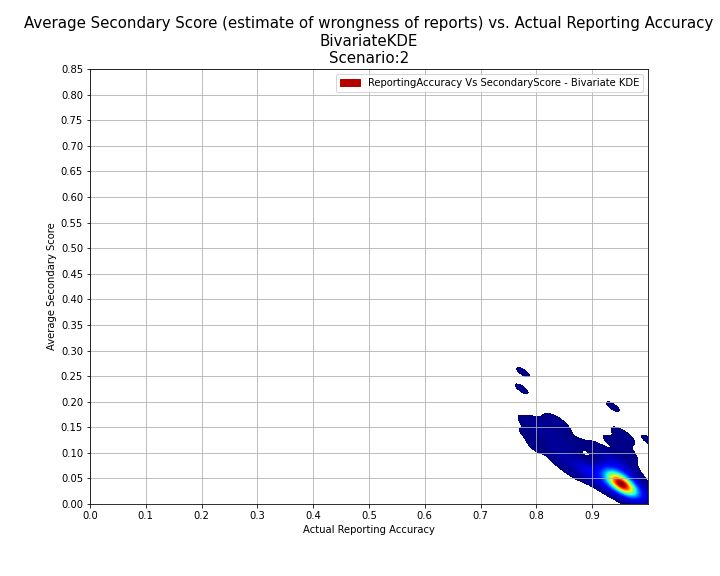 Average Secondary Score (estimate of wrongness of reports) vs. Actual Reporting Accuracy
BivariateKDE
Scenario:2
ReportingAccuracy Vs SecondaryScore - Bivariate KDE
0.85
0.80
0.75
0.70
0.65
0.60
0.55
0.50
0.45
0.40
0.35
0.30
0.25
0.20
0.15
0.10
0.05
0.00
Average Secondary Score
0.0 0.1 0.2 0.3 0.4 0.5 0.6 0.7 0.8 0.9
Actual Reporting Accuracy